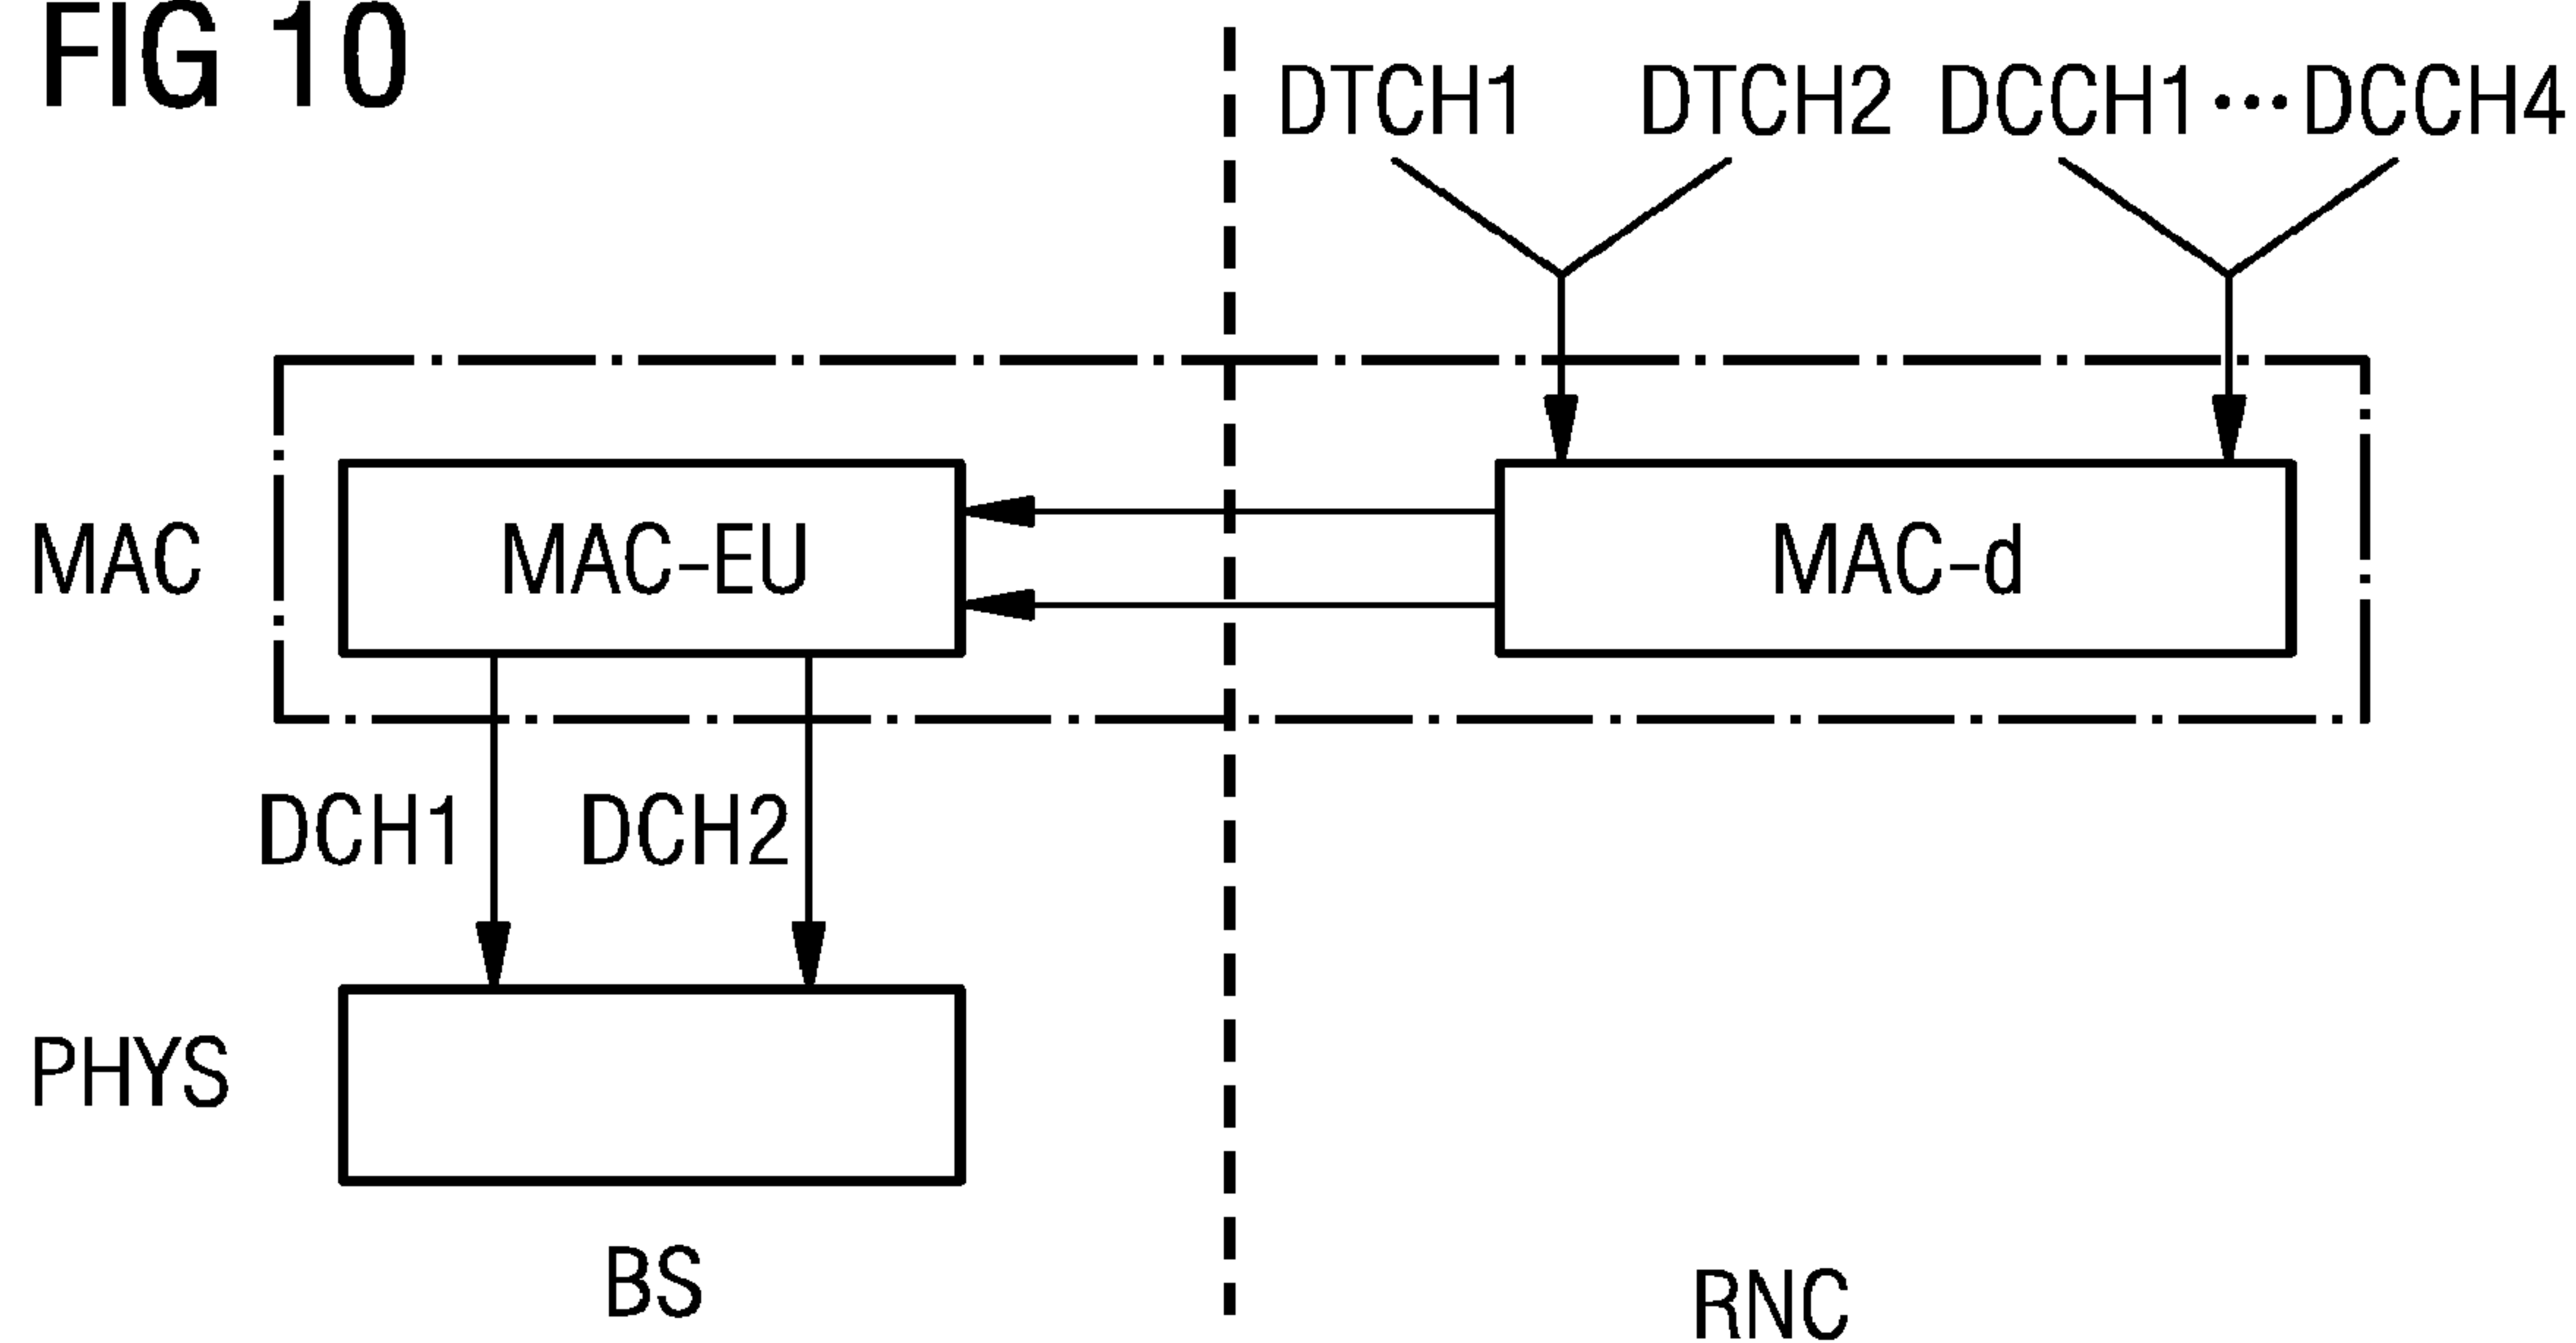 FIG 10
DTCH1 DTCH2 DCCH1...DCCH4
MAC MAC-EU MAC-d
DCH1 DCH2
PHYS
BS
RNC